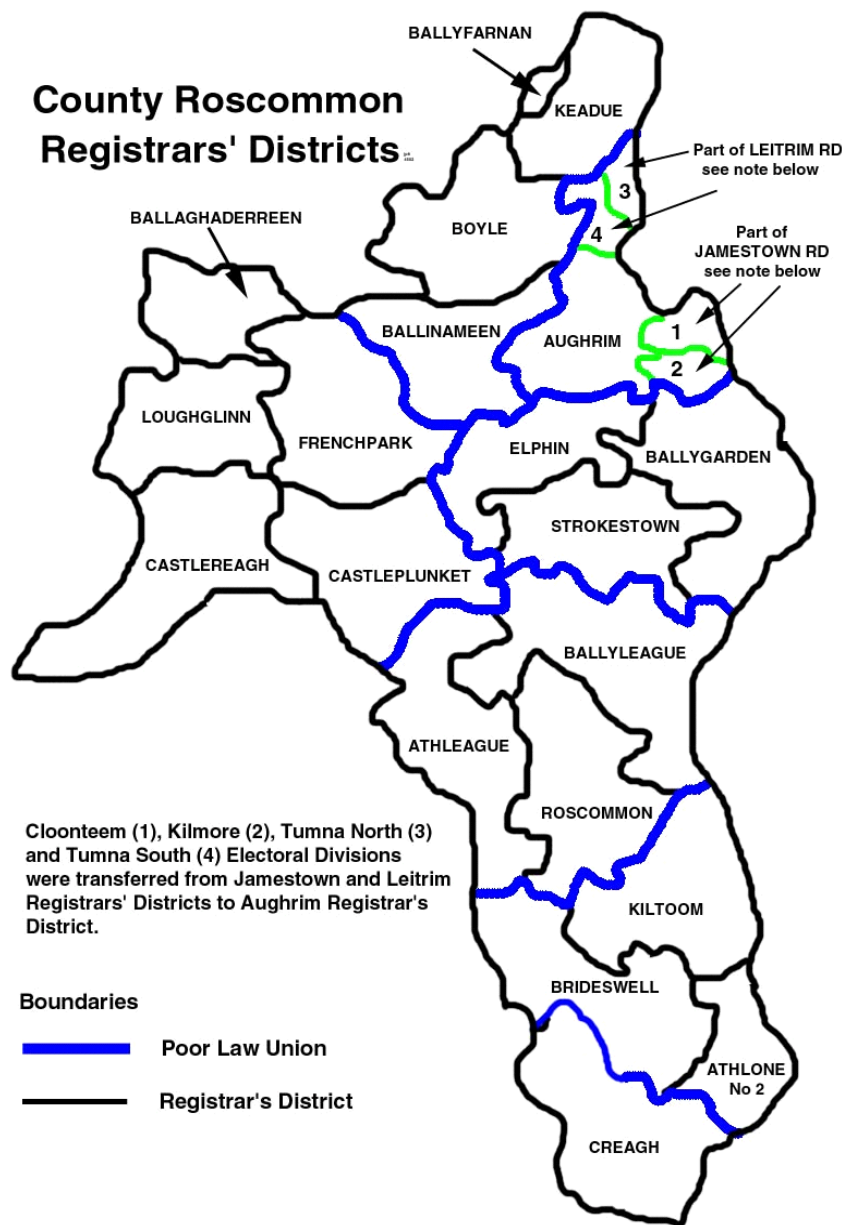 County Roscommon
Registrars' Districts
BALLYFARNAN
KEADUE
Part of LEITRIM RD
see note below
3
BALLAGHADERREEN
BOYLE
4
Part of
JAMESTOWN RD
see note below
BALLINAMEEN
AUGHRIM
1
2
LOUGHGLINN
FRENCHPARK
ELPHIN
BALLYGARDEN
STROKESTOWN
CASTLEREAGH
CASTLEPLUNKET
BALLYLEAGUE
ATHLEAGUE
ROSCOMMON
Cloonteem (1), Kilmore (2), Tumna North (3)
and Tumna South (4) Electoral Divisions
were transferred from Jamestown and Leitrim
Registrars' Districts to Aughrim Registrar's
District.
KILTOOM
BRIDESWELL
Boundaries
Poor Law Union
ATHLONE
No 2
Registrar's District
CREAGH